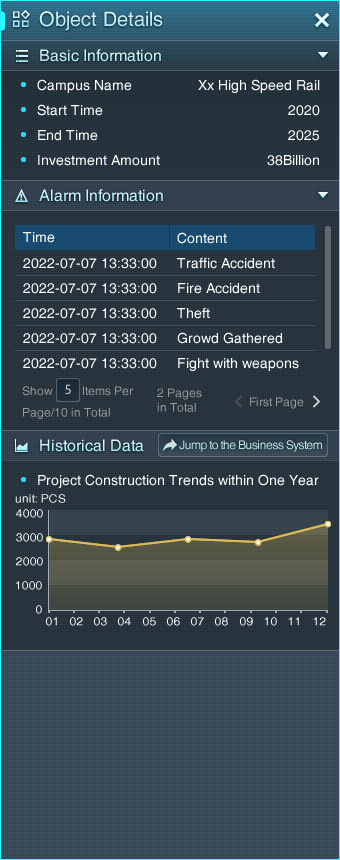 Object Details
Basic Information
Campus Name Xx High Speed Rail
Start Time 2020
End Time 2025
Investment Amount 38Billion
Alarm Information
Time Content
2022-07-07 13:33:00 Traffic Accident
2022-07-07 13:33:00 Fire Accident
2022-07-07 13:33:00 Theft
2022-07-07 13:33:00 Growd Gathered
2022-07-07 13:33:00 Fight with weapons
Show 5 Items Per
Page/10 in Total
2 Pages
in Total
First Page
Historical Data Jump to the Business System
Project Construction Trends within One Year
unit: PCS
4000
3000
2000
1000
0
01 02 03 04 05 06 07 08 09 10 11 12